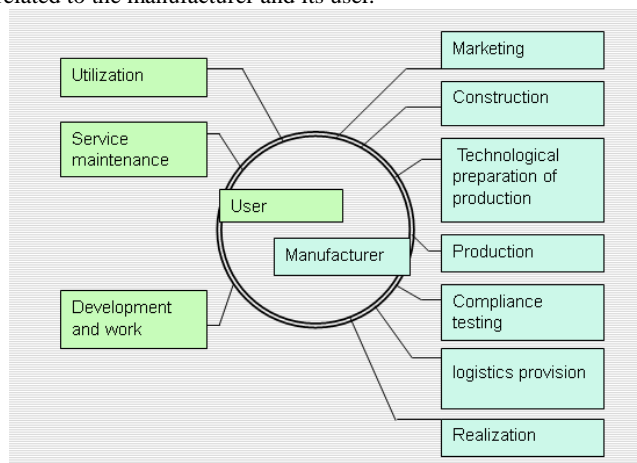 related to the manufacturer and its user.
Utilization
Service
maintenance
User
Manufacturer
Development
and work
Marketing
Construction
Technological
preparation of
production
Production
Compliance
testing
logistics provision
Realization